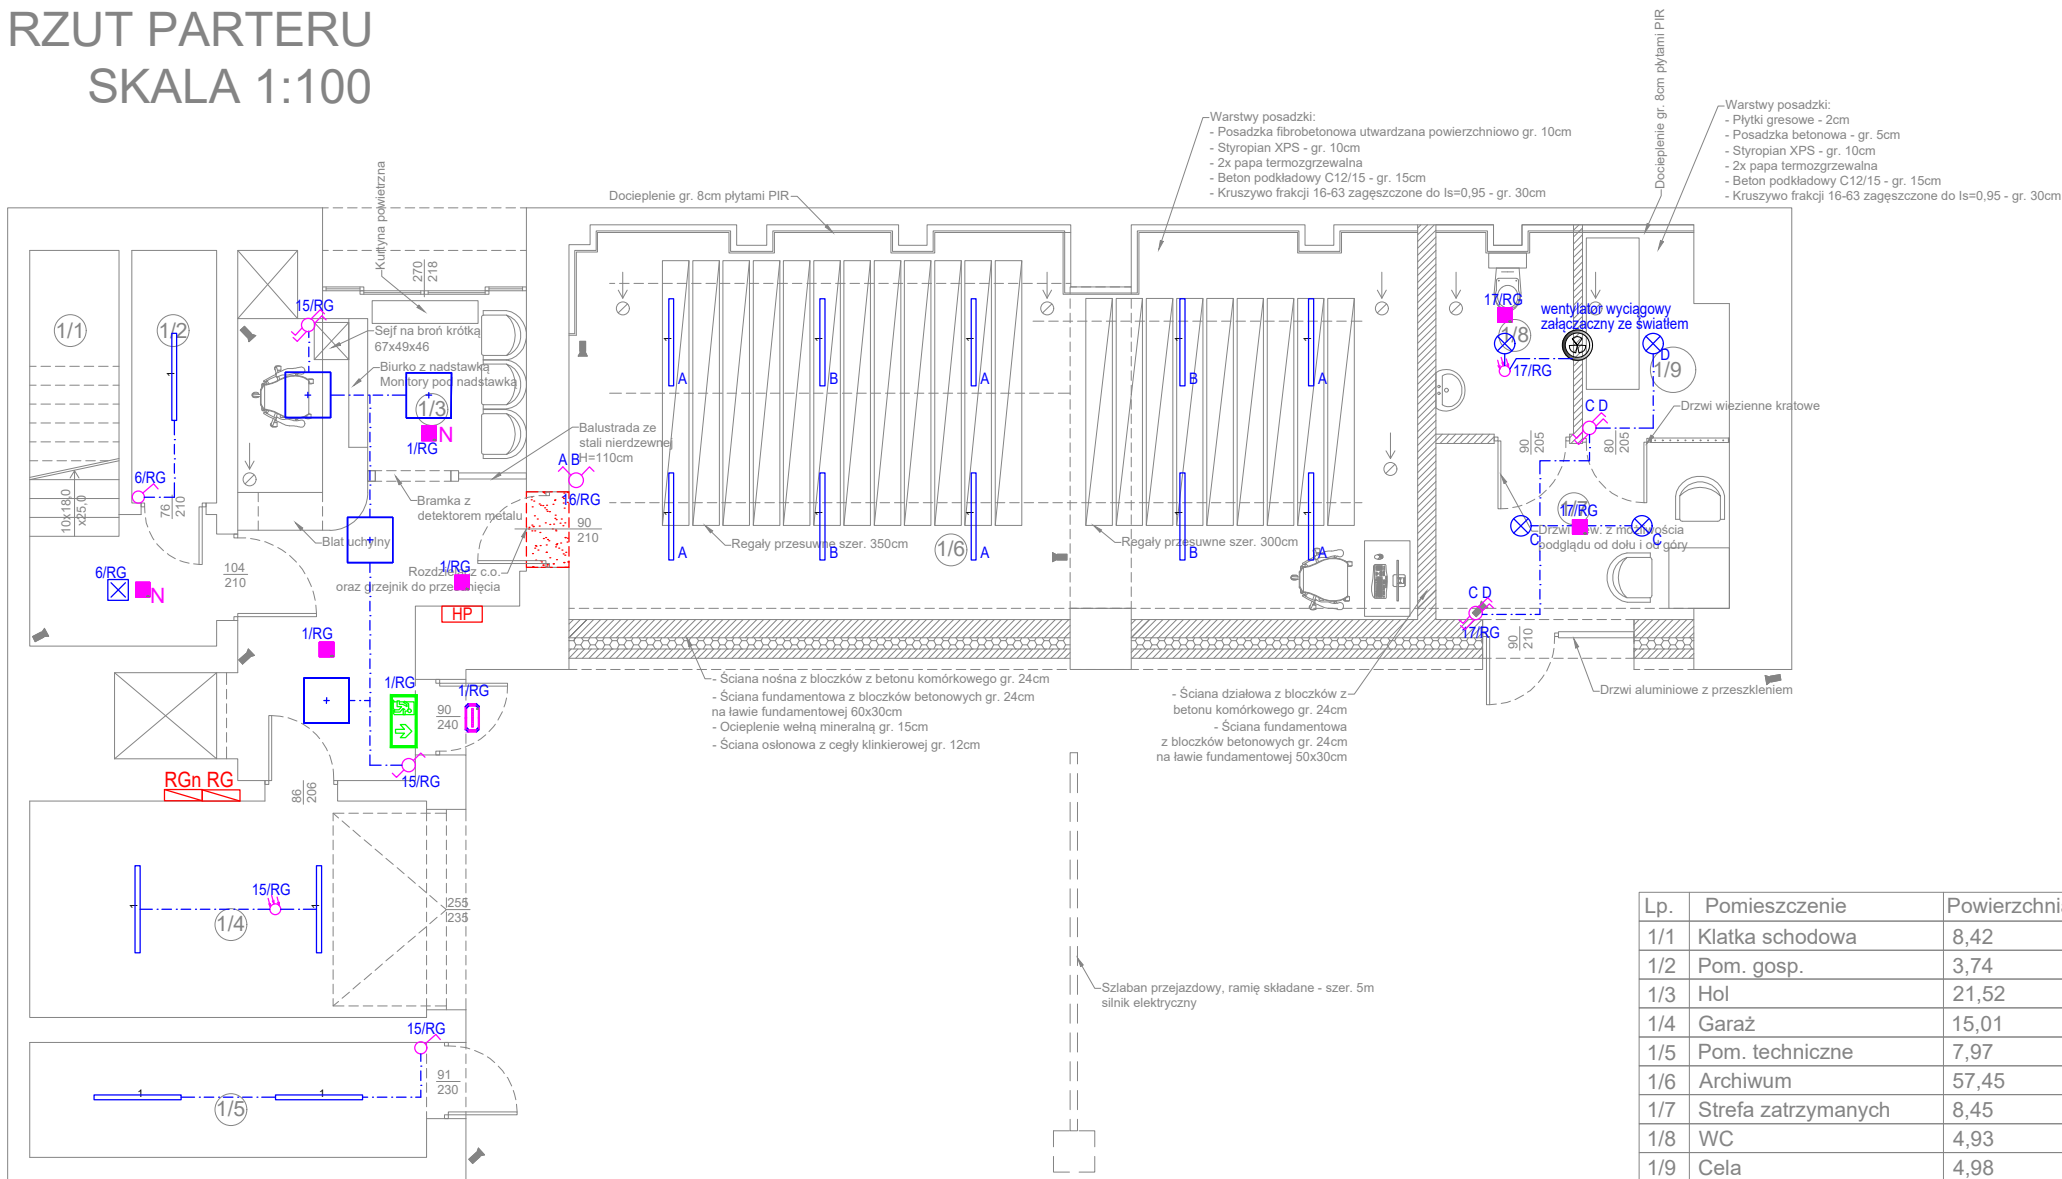 RZUT PARTERU
SKALA 1:100
Docieplenie gr. 8cm płytami PIR
Warstwy posadzki:
- Posadzka fibrobetonowa utwardzana powierzchniowo gr. 10cm
- Styropian XPS - gr. 10cm
- 2x papa termozgrzewalna
- Beton podkładowy C12/15 - gr. 15cm
- Kruszywo frakcji 16-63 zagęszczone do Is=0,95 - gr. 30cm
Docieplenie gr. 8cm płytami PIR
Warstwy posadzki:
- Płytki gresowe - 2cm
- Posadzka betonowa - gr. 5cm
- Styropian XPS - gr. 10cm
- 2x papa termozgrzewalna
- Beton podkładowy C12/15 - gr. 15cm
- Kruszywo frakcji 16-63 zagęszczone do Is=0,95 - gr. 30cm
Kurtyna powietrzna
270
218
1/1
1/2
15/RG
Sejf na broń krótką
67x49x46
Biurko z nadstawką
Monitory pod nadstawką
1/3
N
1/RG
Balustrada ze
stali nierdzewnej
H=110cm
A B
16/RG
Bramka z
detektorem metalu
Blat uchylny
90
210
6/RG
76
210
10x18,0
x25,0
104
210
6/RG
N
Rozdzielacz c.o.
oraz grzejnik do przesunięcia
1/RG
HP
1/RG
1/RG
1/RG
90
240
15/RG
RGn RG
86
206
A
B
A
B
A
A
B
A
B
A
Regały przesuwne szer. 350cm
1/6
Regały przesuwne szer. 300cm
17/RG
1/8
wentylator wyciągowy
załączaczny ze światłem
17/RG
D
1/9
C D
90
205
80
205
Drzwi wiezienne kratowe
1/7
17/RG
C
C
Drzwi wew. z możliwościa
podglądu od dołu i od góry
C D
17/RG
90
210
Drzwi aluminiowe z przeszkleniem
- Ściana nośna z bloczków z betonu komórkowego gr. 24cm
- Ściana fundamentowa z bloczków betonowych gr. 24cm
na ławie fundamentowej 60x30cm
- Ocieplenie wełną mineralną gr. 15cm
- Ściana osłonowa z cegły klinkierowej gr. 12cm
- Ściana działowa z bloczków z
betonu komórkowego gr. 24cm
- Ściana fundamentowa
z bloczków betonowych gr. 24cm
na ławie fundamentowej 50x30cm
15/RG
1/4
255
235
Szlaban przejazdowy, ramię składane - szer. 5m
silnik elektryczny
15/RG
91
230
1/5
Lp. Pomieszczenie Powierzchnia
1/1 Klatka schodowa 8,42
1/2 Pom. gosp. 3,74
1/3 Hol 21,52
1/4 Garaż 15,01
1/5 Pom. techniczne 7,97
1/6 Archiwum 57,45
1/7 Strefa zatrzymanych 8,45
1/8 WC 4,93
1/9 Cela 4,98